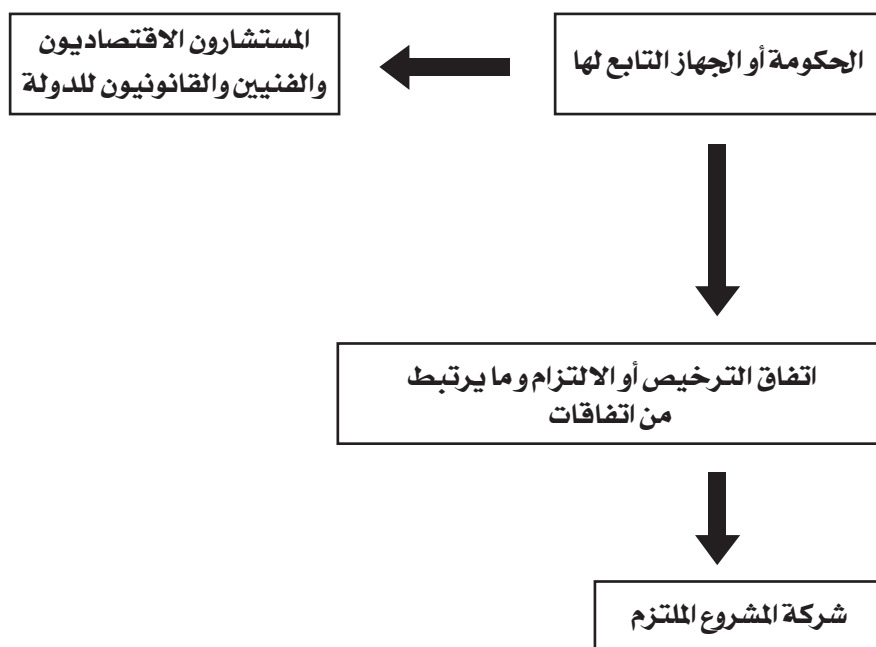 الحكومة أو الجهاز التابع لها
المستشارون الاقتصاديون
والفنيين والقانونيون للدولة
اتفاق الترخيص أو الالتزام و ما يرتبط
من اتفاقات
شركة المشروع الملتزم